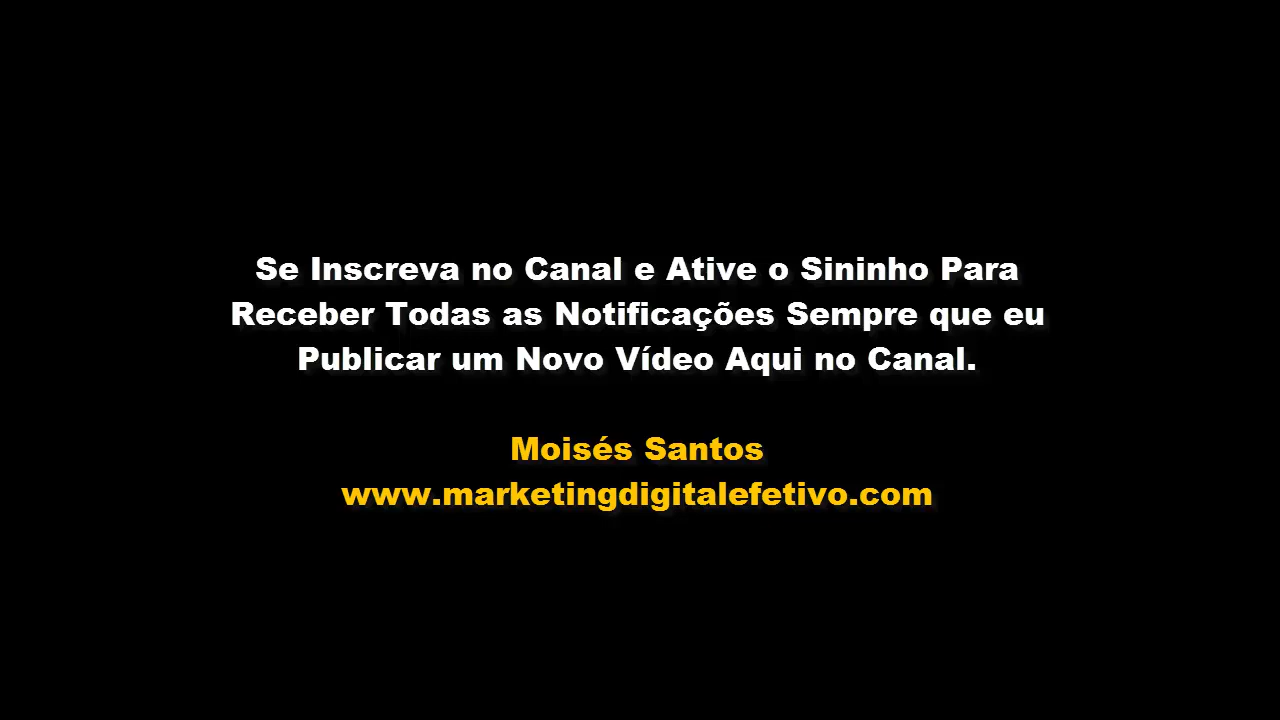 Se Inscreva no Canal e Ative o Sininho Para
Receber Todas as Notificações Sempre que eu
Publicar um Novo Vídeo Aqui no Canal.
Moisés Santos
www.marketingdigitalefetivo.com